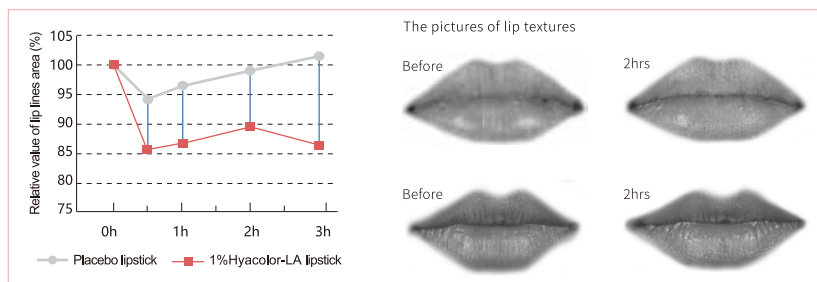 Relative value of lip lines area (%)
105
100
95
90
85
80
75
0h 1h 2h 3h
Placebo lipstick 1%Hyacolor-LA lipstick
The pictures of lip textures
Before 2hrs
Before 2hrs